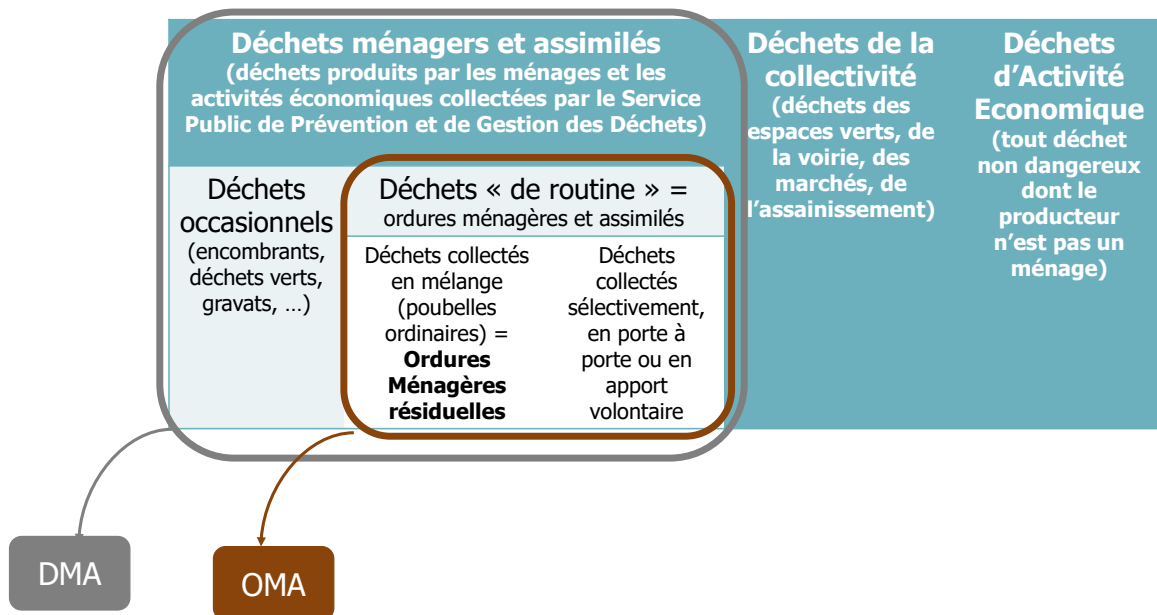 Déchets ménagers et assimilés
(déchets produits par les ménages et les
activités économiques collectées par le Service
Public de Prévention et de Gestion des Déchets)
Déchets de la
collectivité
(déchets des
espaces verts, de
la voirie, des
marchés, de
l’assainissement)
Déchets
d’Activité
Economique
(tout déchet
non dangereux
dont le
producteur
n’est pas un
ménage)
Déchets
occasionnels
(encombrants,
déchets verts,
gravats, …)
Déchets « de routine » =
ordures ménagères et assimilés
Déchets collectés
en mélange
(poubelles
ordinaires) =
Ordures
Ménagères
résiduelles
Déchets
collectés
sélectivement,
en porte à
porte ou en
apport
volontaire
DMA
OMA